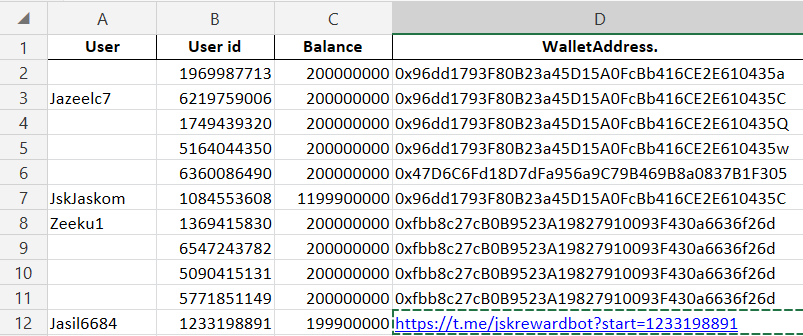 A B C D
1 User User id Balance WalletAddress.
2 1969987713 200000000 0x96dd1793F80B23a45D15A0FcBb416CE2E610435a
3 Jazeelc7 6219759006 200000000 0x96dd1793F80B23a45D15A0FcBb416CE2E610435C
4 1749439320 200000000 0x96dd1793F80B23a45D15A0FcBb416CE2E610435Q
5 5164044350 200000000 0x96dd1793F80B23a45D15A0FcBb416CE2E610435w
6 6360086490 200000000 0x47D6C6Fd18D7dFa956a9C79B469B8a0837B1F305
7 JskJaskom 1084553608 1199900000 0x96dd1793F80B23a45D15A0FcBb416CE2E610435C
8 Zeeku1 1369415830 200000000 0xfbb8c27cB0B9523A19827910093F430a6636f26d
9 6547243782 200000000 0xfbb8c27cB0B9523A19827910093F430a6636f26d
10 5090415131 200000000 0xfbb8c27cB0B9523A19827910093F430a6636f26d
11 5771851149 200000000 0xfbb8c27cB0B9523A19827910093F430a6636f26d
12 Jasil6684 1233198891 199900000 https://t.me/jskrewardbot?start=1233198891